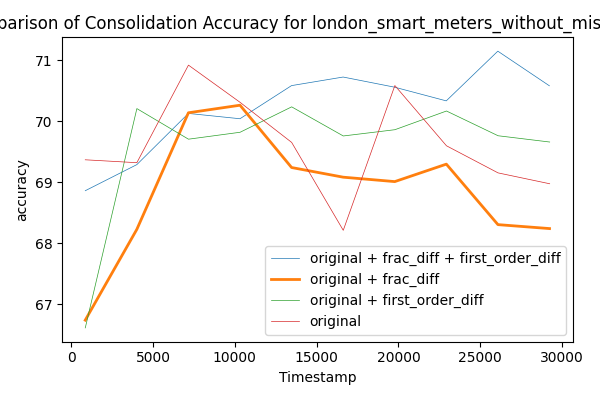 parison of Consolidation Accuracy for london_smart_meters_without_mis
71
70
69
68
67
accuracy
original + frac_diff + first_order_diff
original + frac_diff
original + first_order_diff
original
0 5000 10000 15000 20000 25000 30000
Timestamp